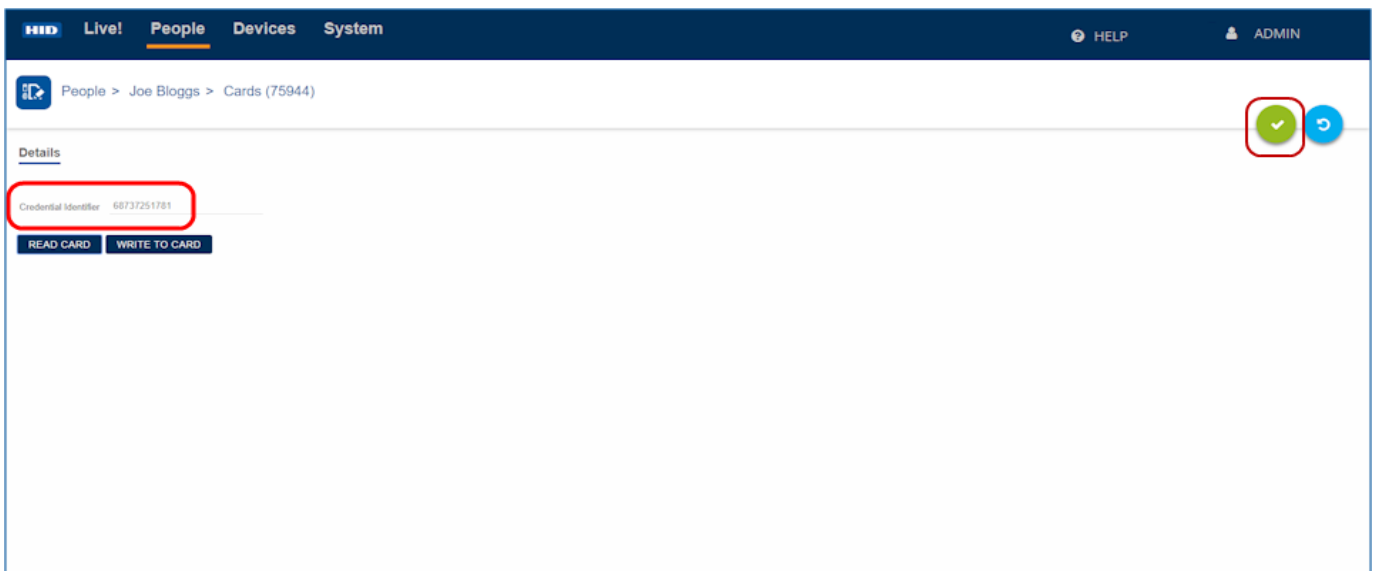 HID Live! People Devices System HELP ADMIN
People > Joe Bloggs > Cards (75944)
Details
Credential Identifier 68737251781
READ CARD WRITE TO CARD